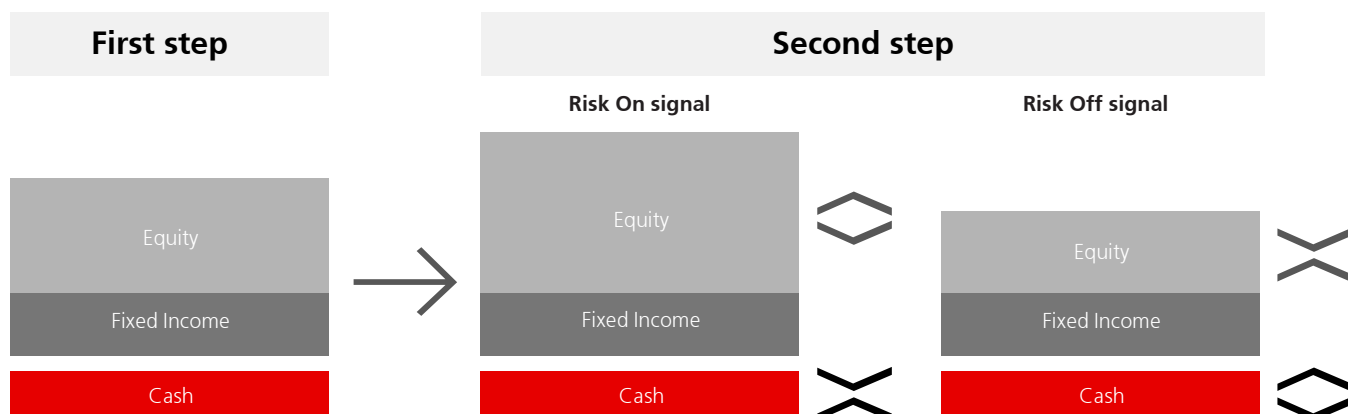 First step
Second step
Risk On signal
Risk Off signal
Equity
Fixed Income
Cash
Equity
Fixed Income
Cash
Equity
Fixed Income
Cash